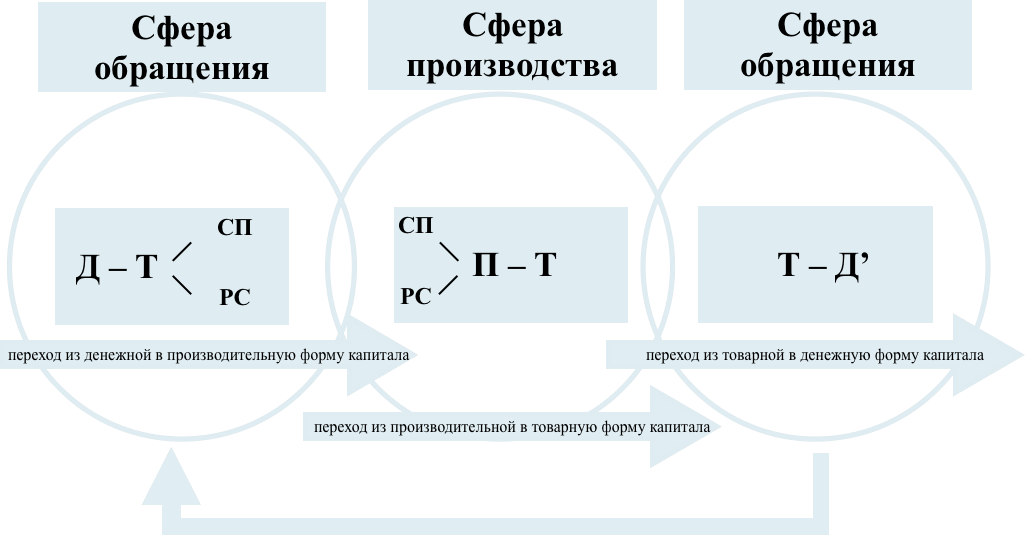 Сфера
обращения
Сфера
производства
Сфера
обращения
СП
Д – Т
РС
СП
П – Т
РС
Т – Д’
переход из денежной в производительную форму капитала
переход из товарной в денежную форму капитала
переход из производительной в товарную форму капитала